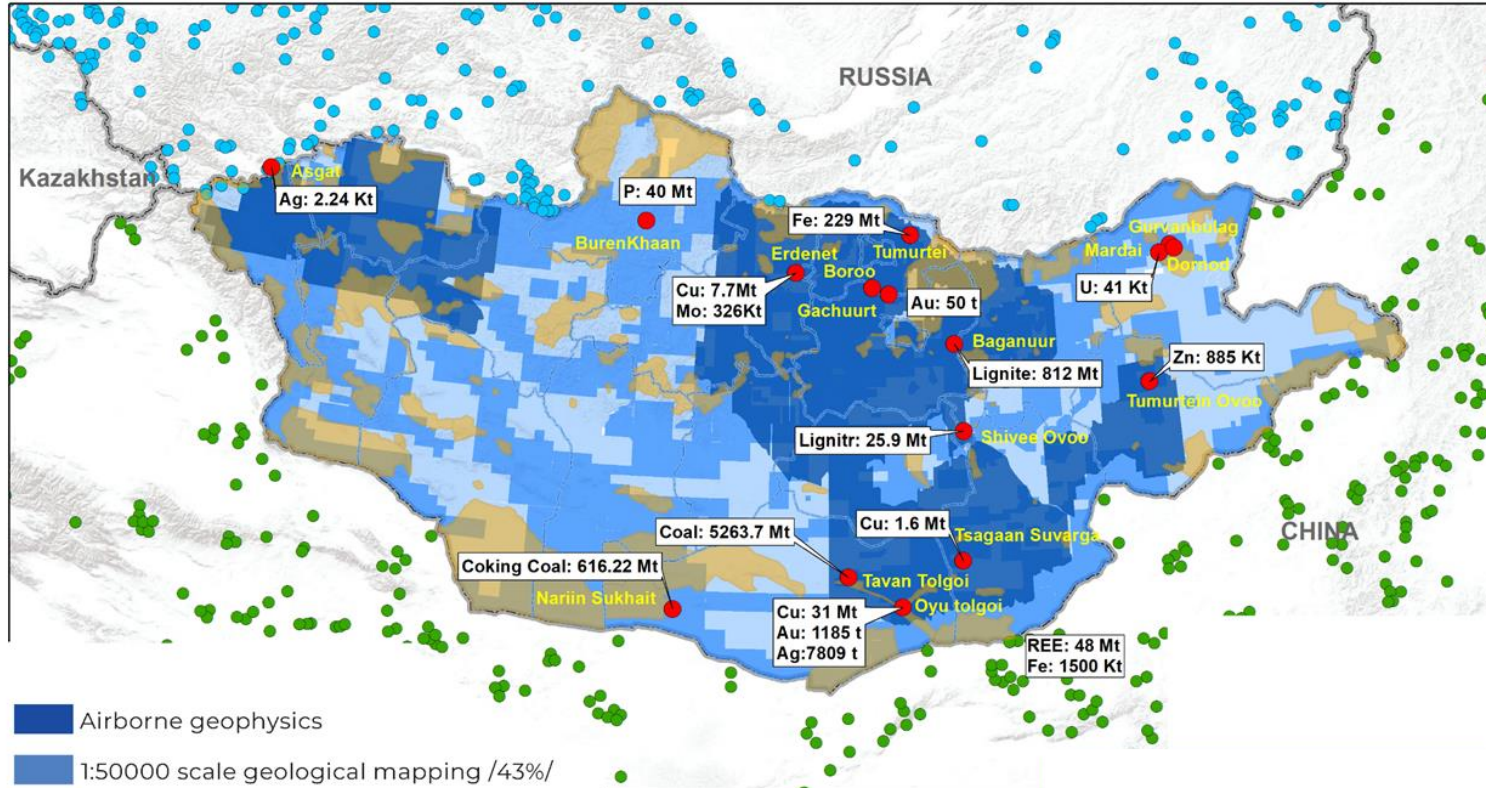 RUSSIA
Kazakhstan
Asgat
Ag: 2.24 Kt
P: 40 Mt
BurenKhaan
Fe: 229 Mt
Tumurtei
Erdenet
Boroo
Cu: 7.7Mt
Mo: 326Kt
Gachuurt
Au: 50 t
Gurvanbulag
Mardai
Dornod
U: 41 Kt
Baganuur
Lignite: 812 Mt
Zn: 885 Kt
Tumurtein Ovoo
Lignitr: 25.9 Mt
Shivee Ovoo
Coal: 5263.7 Mt
Cu: 1.6 Mt
Tsagaan Suvarga
CHINA
Coking Coal: 616.22 Mt
Nariin Sukhait
Tavan Tolgoi
Oyu tolgoi
Cu: 31 Mt
Au: 1185 t
Ag:7809 t
REE: 48 Mt
Fe: 1500 Kt
Airborne geophysics
1:50000 scale geological mapping /43%/